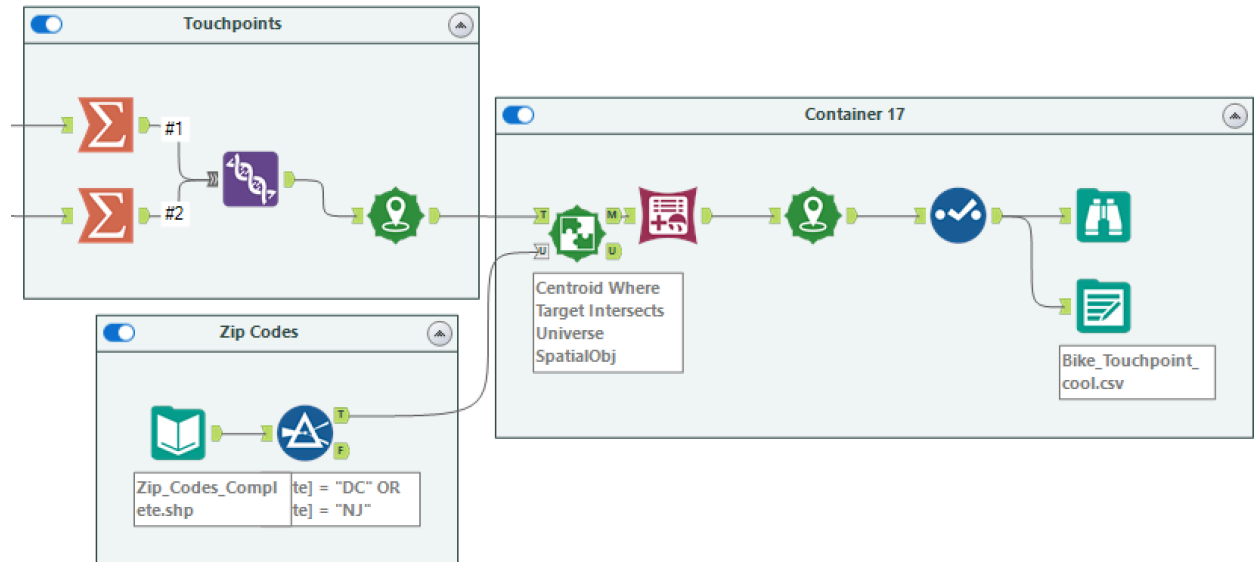 Touchpoints
#1
#2
Container 17
T
U
M
U
Centroid Where
Target Intersects
Universe
SpatialObj
Bike_Touchpoint_
cool.csv
Zip Codes
T
F
Zip_Codes_Compl
ete.shp
te] = "DC" OR
te] = "NJ"